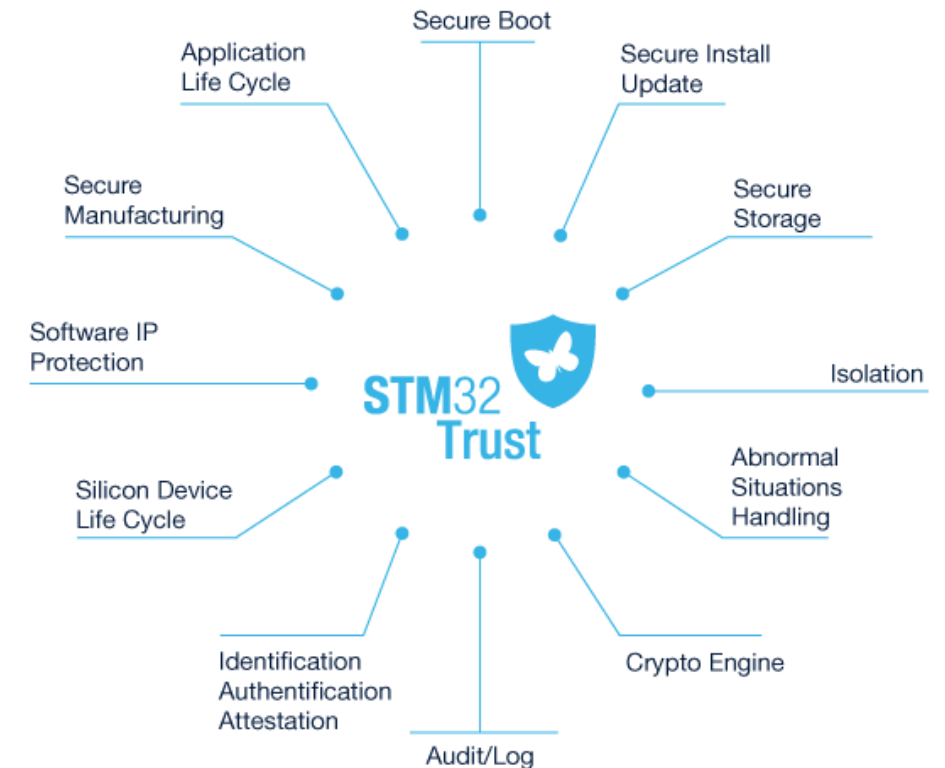 Secure Boot
Application
Life Cycle
Secure Install
Update
Secure
Manufacturing
Secure
Storage
Software IP
Protection
Isolation
STM32
Trust
Silicon Device
Life Cycle
Abnormal
Situations
Handling
Identification
Authentification
Attestation
Crypto Engine
Audit/Log